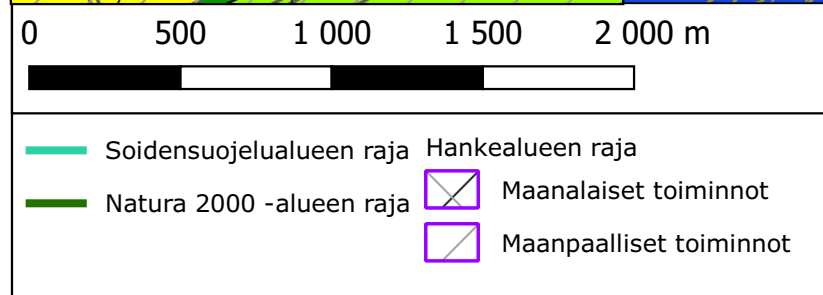 0 500 1 000 1 500 2 000 m
Soidensuojelualueen raja
Natura 2000 -alueen raja
Hankealueen raja
Maanalaiset toiminnot
Maanpaalliset toiminnot